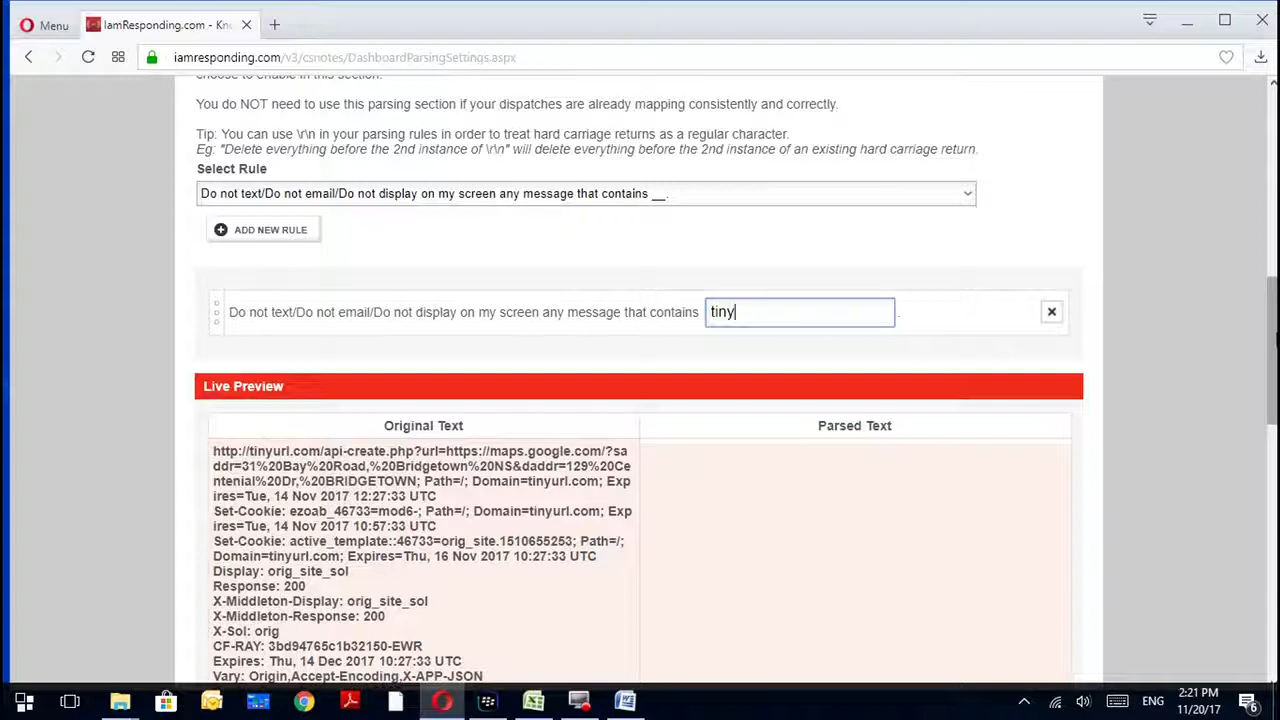 Menu
IamResponding.com - Kn
iamresponding.com/v3/csnotes/DashboardParsingSettings.aspx
choose to enable in this section.
You do NOT need to use this parsing section if your dispatches are already mapping consistently and correctly.
Tip: You can use \r\n in your parsing rules in order to treat hard carriage returns as a regular character.
Eg: "Delete everything before the 2nd instance of \r\n" will delete everything before the 2nd instance of an existing hard carriage return.
Select Rule
Do not text/Do not email/Do not display on my screen any message that contains __.
ADD NEW RULE
Do not text/Do not email/Do not display on my screen any message that contains tiny .
Live Preview
Original Text Parsed Text
http://tinyurl.com/api-create.php?url=https://maps.google.com/?sa
ddr=31%20Bay%20Road,%20Bridgetown%20NS&daddr=129%20Ce
ntenial%20Dr,%20BRIDGETOWN; Path=/; Domain=tinyurl.com; Exp
ires=Tue, 14 Nov 2017 12:27:33 UTC
Set-Cookie: ezoab_46733=mod6-; Path=/; Domain=tinyurl.com; Exp
ires=Tue, 14 Nov 2017 10:57:33 UTC
Set-Cookie: active_template::46733=orig_site.1510655253; Path=/;
Domain=tinyurl.com; Expires=Thu, 16 Nov 2017 10:27:33 UTC
Display: orig_site_sol
Response: 200
X-Middleton-Display: orig_site_sol
X-Middleton-Response: 200
X-Sol: orig
CF-RAY: 3bd94765c1b32150-EWR
Expires: Thu, 14 Dec 2017 10:27:33 UTC
Vary: Origin,Accept-Encoding,X-APP-JSON
ENG
2:21 PM
11/20/17
6